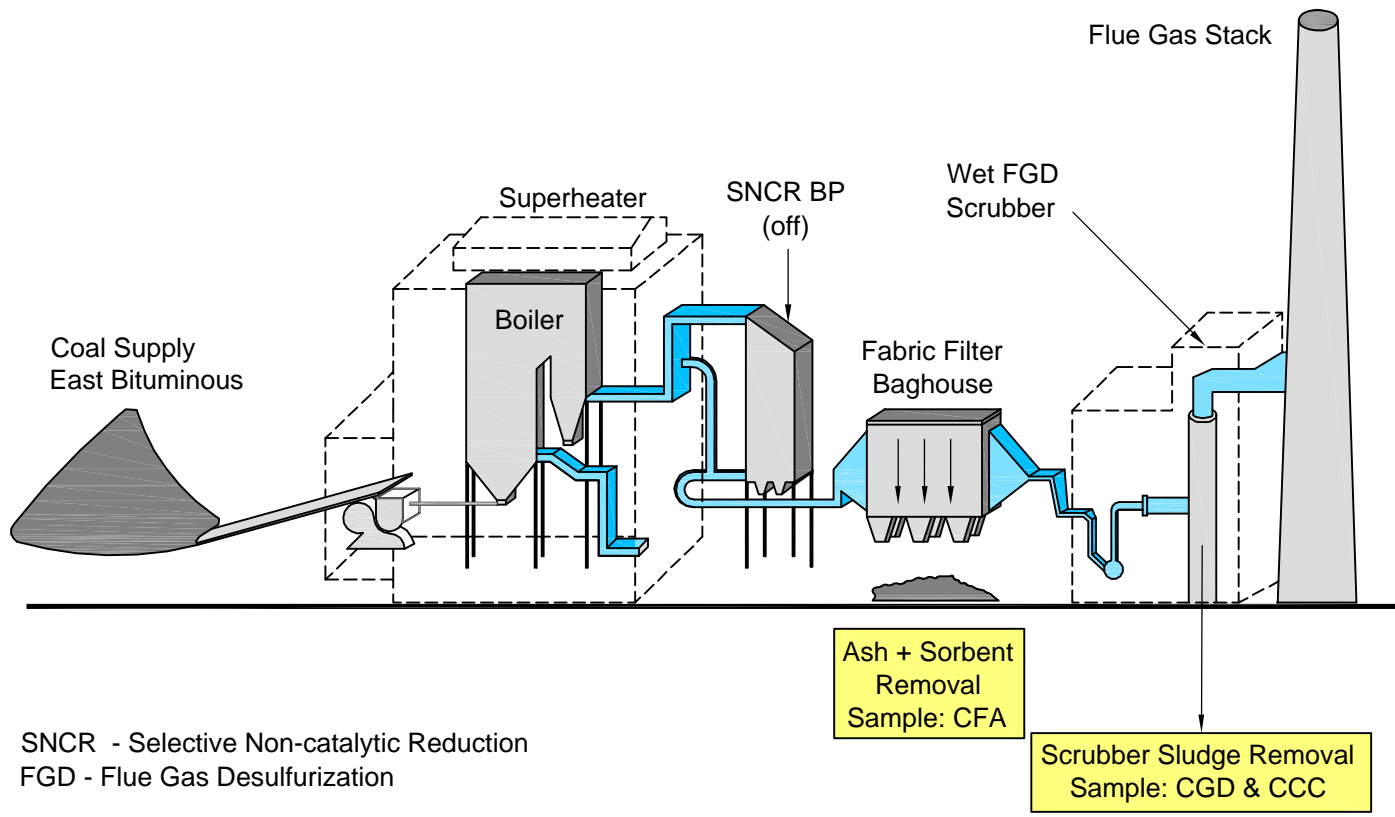 Flue Gas Stack
Superheater
SNCR BP
(off)
Wet FGD
Scrubber
Boiler
Coal Supply
East Bituminous
Fabric Filter
Baghouse
Ash + Sorbent
Removal
Sample: CFA
SNCR - Selective Non-catalytic Reduction
FGD - Flue Gas Desulfurization
Scrubber Sludge Removal
Sample: CGD & CCC